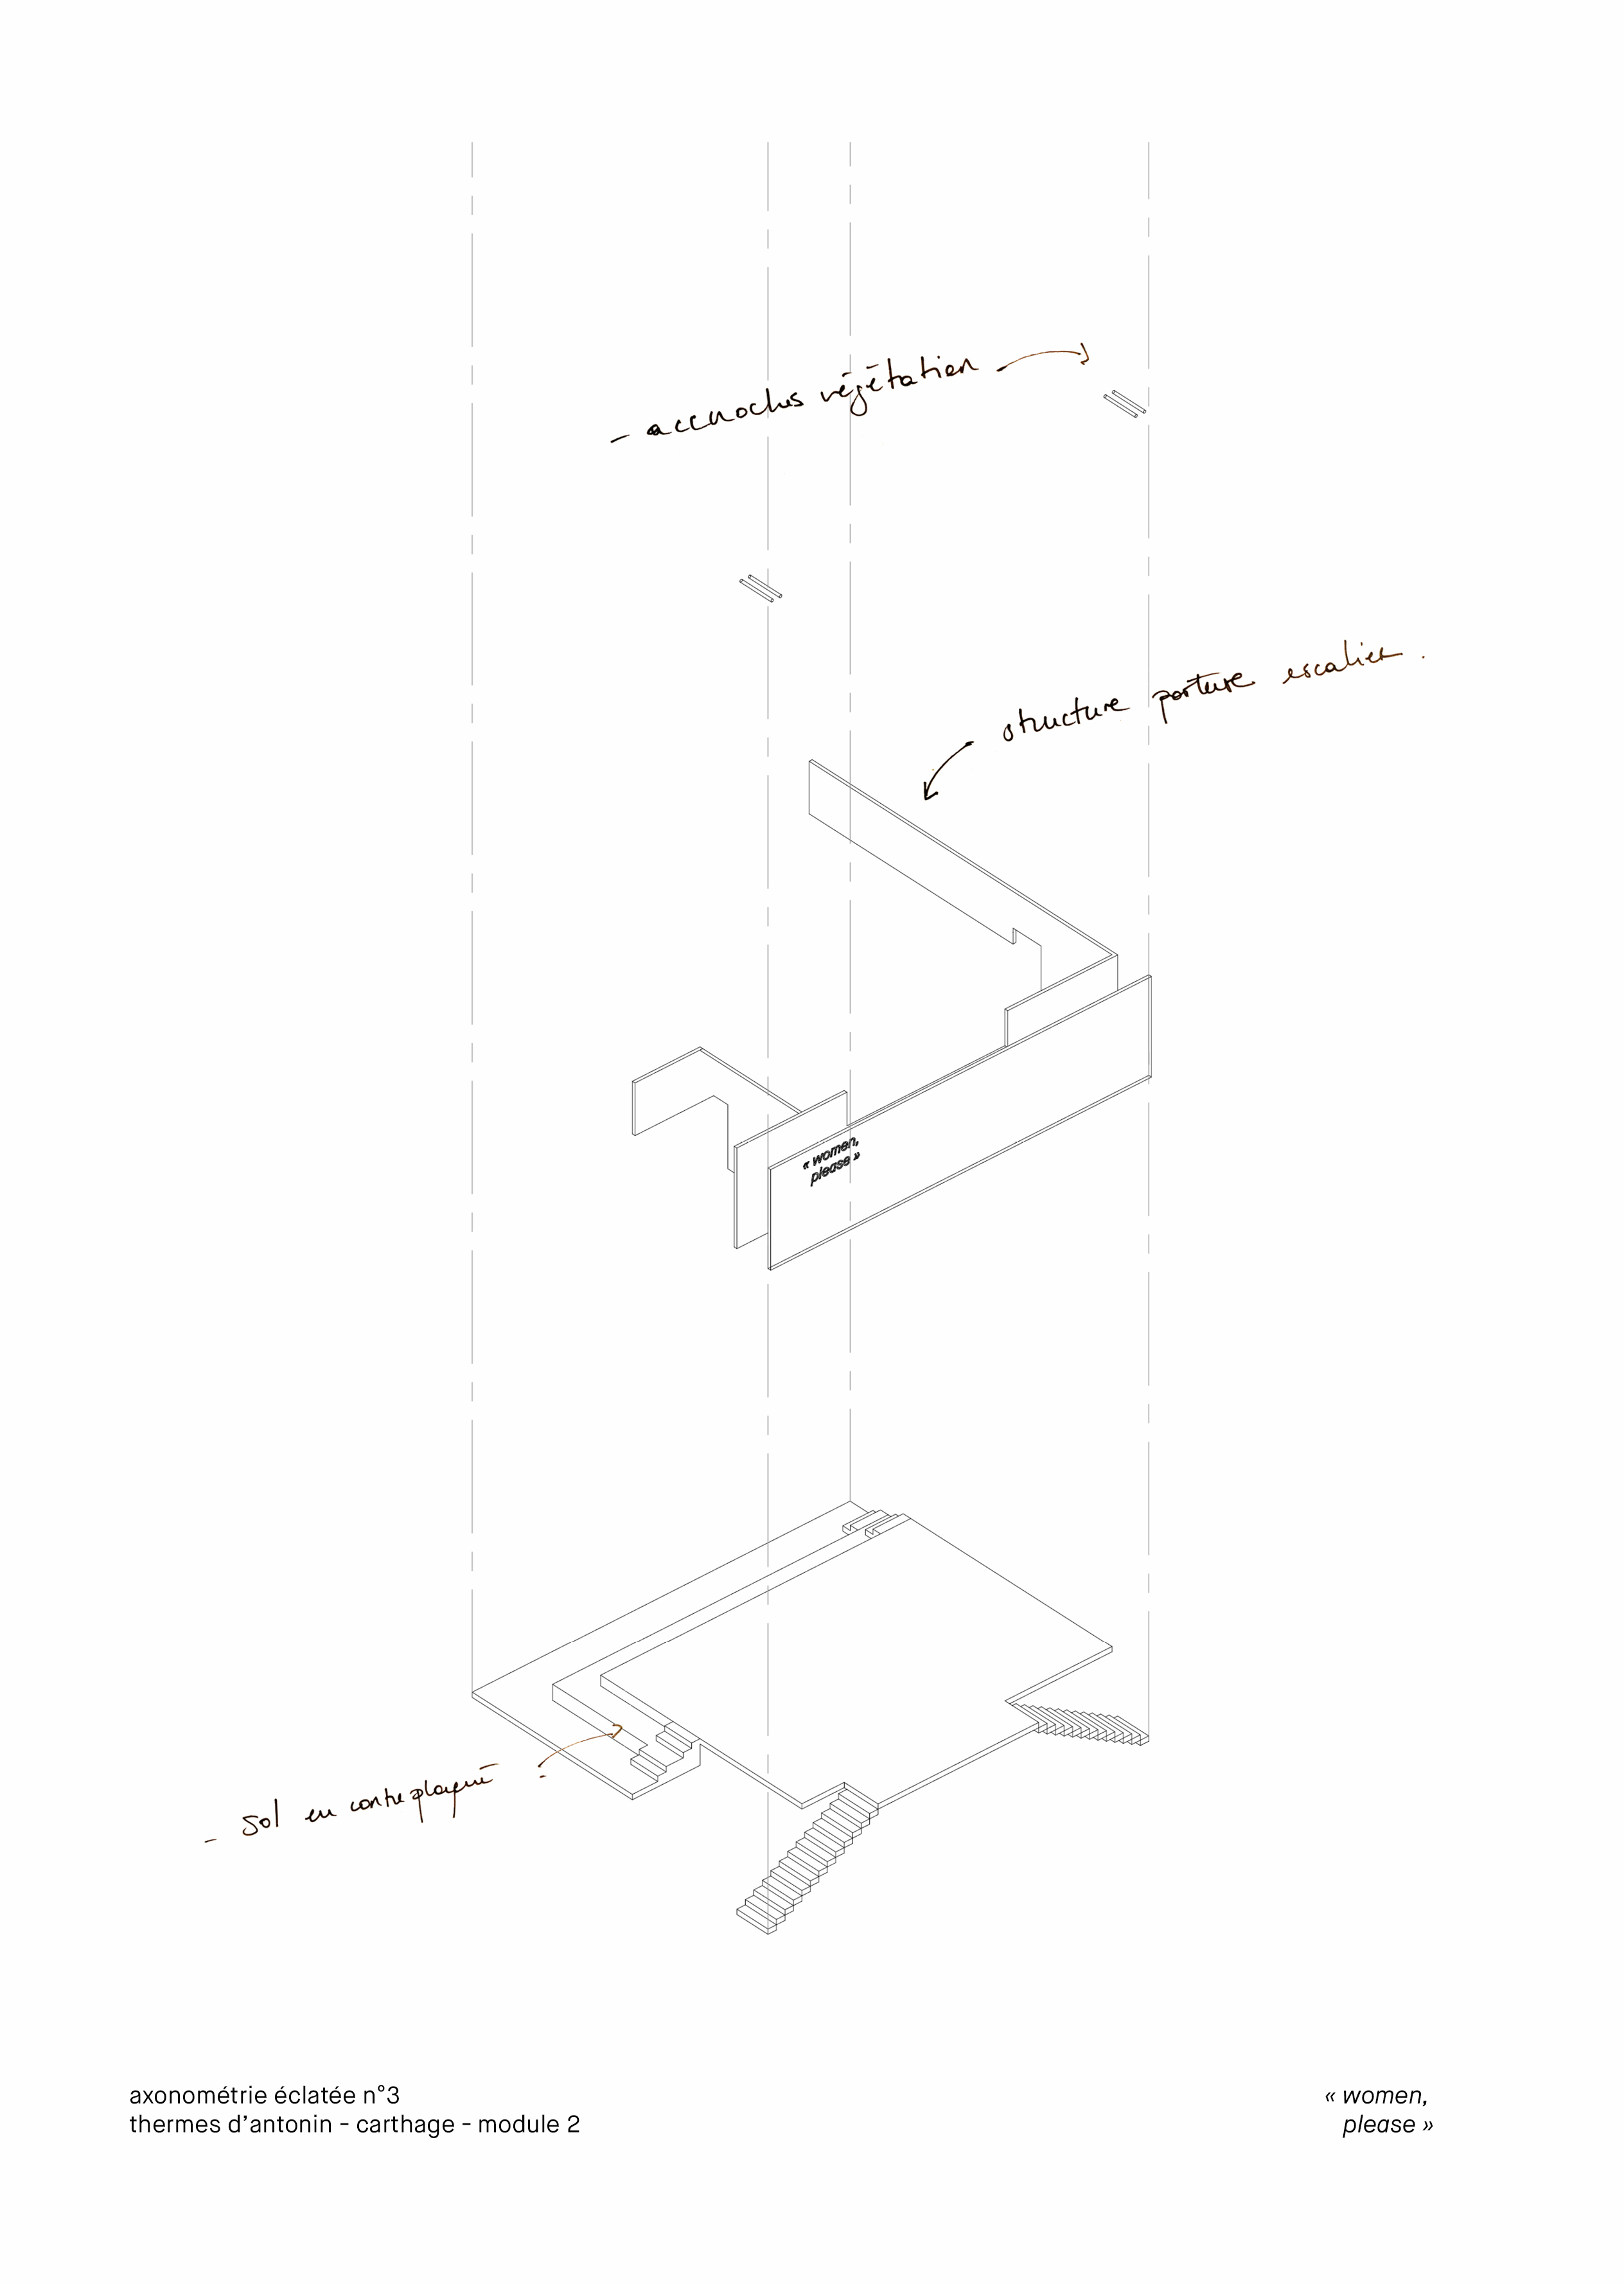 - accroches végétation
structure porteuse escalier.
« women,
please »
- sol en contreplaqué
axonométrie éclatée n°3
thermes d'antonin - carthage - module 2
« women,
please »